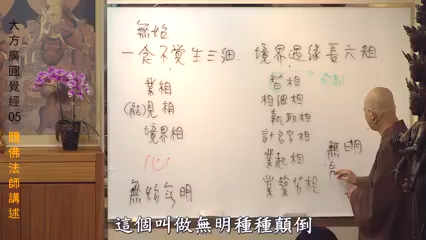 大方廣圓覺經05
隨佛法師講述
無始
一念不覺生三細 境界遇緣長六相
業相
(能)見相
境界相
心
無始無明
智相
相續相
執取相
計名字相
業起相
業繫苦相
無明
這個叫做無明種種顛倒